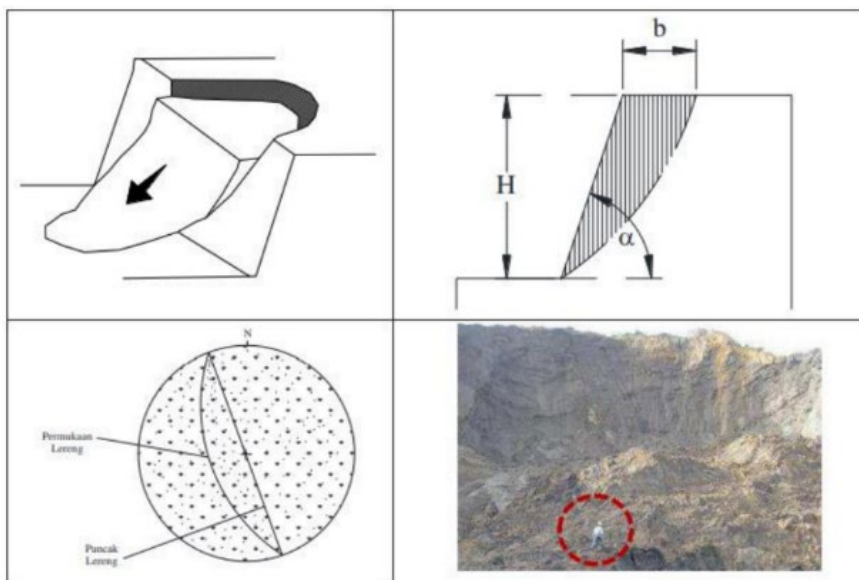 b
H
α
N
Permukaan
Lereng
Puncak
Lereng